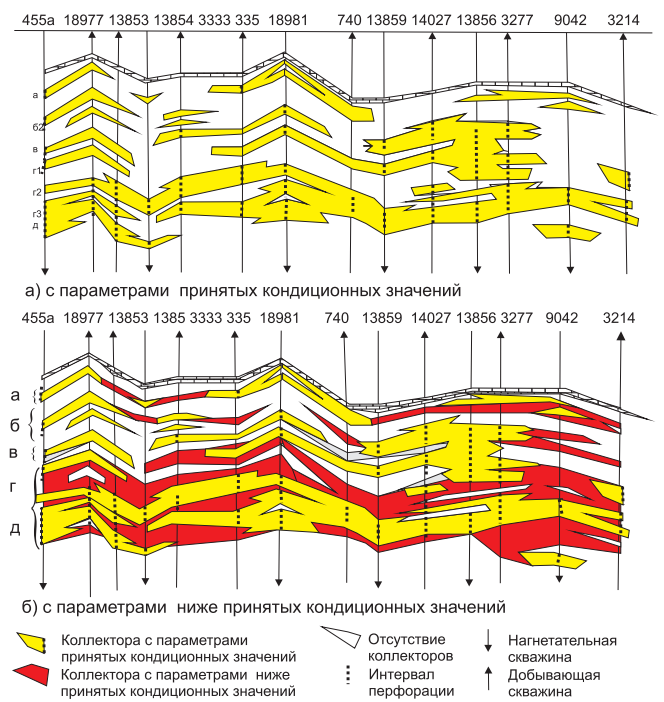 455а 18977 13853 13854 3333 335 18981 740 13859 14027 13856 3277 9042 3214
а
б2
в
г1
г2
г3
д
а) с параметрами принятых кондиционных значений
455а 18977 13853 1385 3333 335 18981 740 13859 14027 13856 3277 9042 3214
а
б
в
г
д
б) с параметрами ниже принятых кондиционных значений
Коллектора с параметрами
принятых кондиционных значений
Коллектора с параметрами ниже
принятых кондиционных значений
Отсутствие
коллекторов
Интервал
перфорации
Нагнетательная
скважина
Добывающая
скважина